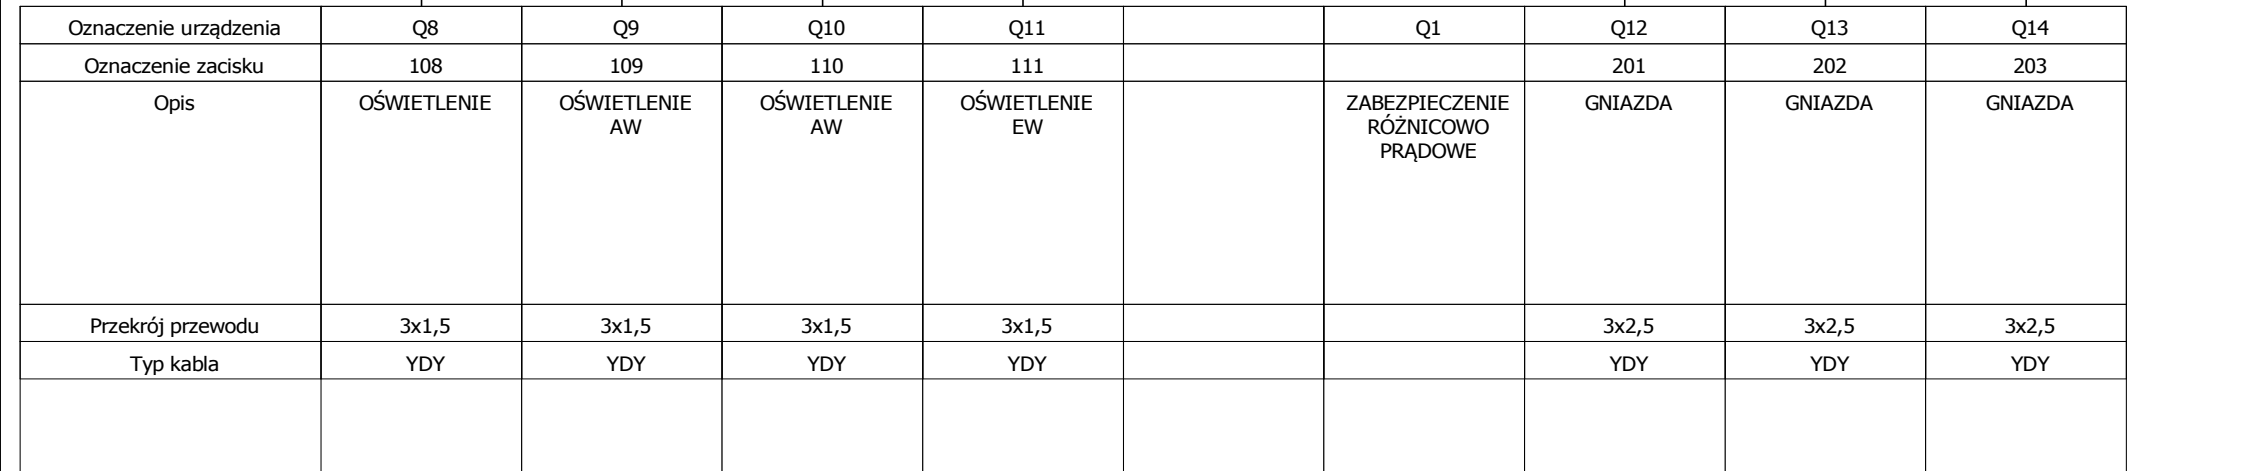 Oznaczenie urządzenia Q8 Q9 Q10 Q11 Q1 Q12 Q13 Q14
Oznaczenie zacisku 108 109 110 111 201 202 203
Opis OŚWIETLENIE OŚWIETLENIE OŚWIETLENIE OŚWIETLENIE ZABEZPIECZENIE GNIAZDA GNIAZDA GNIAZDA
AW AW EW RÓŻNICOWO
PRĄDOWE
Przekrój przewodu 3x1,5 3x1,5 3x1,5 3x1,5 3x2,5 3x2,5 3x2,5
Typ kabla YDY YDY YDY YDY YDY YDY YDY